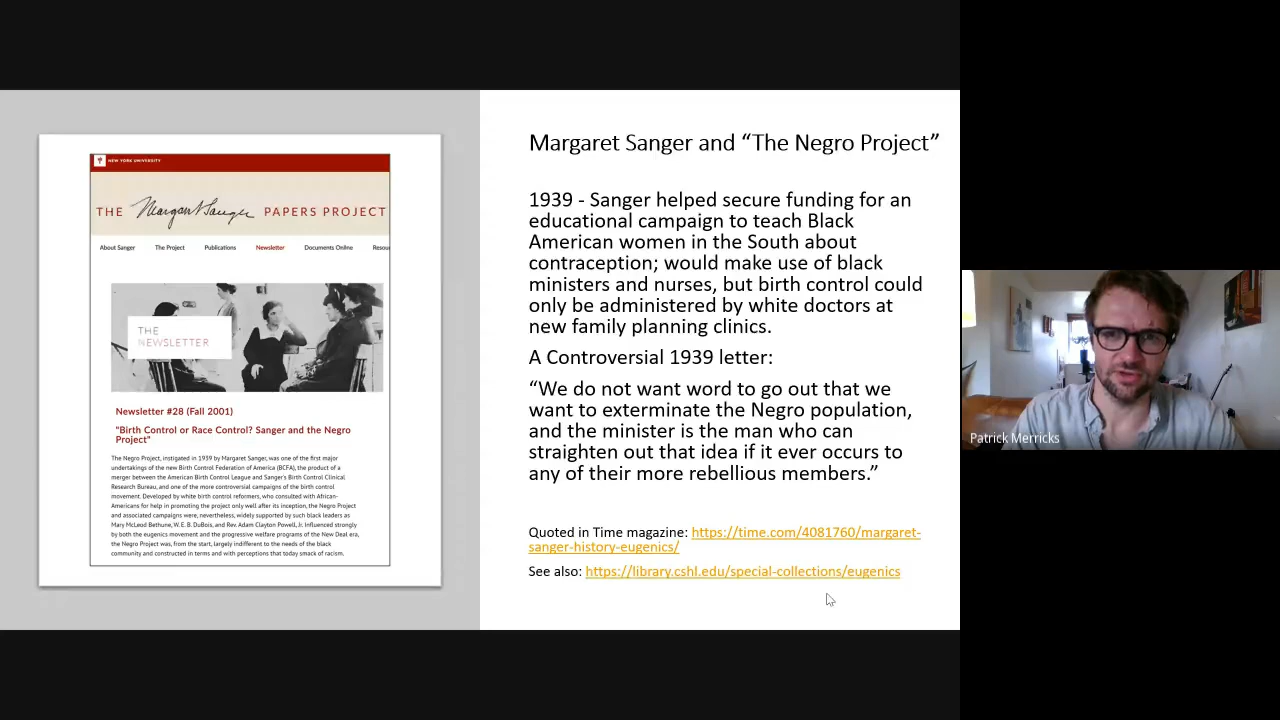 NEW YORK UNIVERSITY
THE Margaret Sanger PAPERS PROJECT
About Sanger The Project Publications Newsletter Documents Online Resou
THE
NEWSLETTER
Newsletter #28 (Fall 2001)
"Birth Control or Race Control? Sanger and the Negro
Project"
The Negro Project, instigated in 1939 by Margaret Sanger, was one of the first major
undertakings of the new Birth Control Federation of America (BCFA), the product of a
merger between the American Birth Control League and Sanger's Birth Control Clinical
Research Bureau, and one of the more controversial campaigns of the birth control
movement. Developed by white birth control reformers, who consulted with African-
Americans for help in promoting the project only well after its inception, the Negro Project
and associated campaigns were, nevertheless, widely supported by such black leaders as
Mary McLeod Bethune, W. E. B. DuBois, and Rev. Adam Clayton Powell, Jr. Influenced strongly
by both the eugenics movement and the progressive welfare programs of the New Deal era,
the Negro Project was, from the start, largely indifferent to the needs of the black
community and constructed in terms and with perceptions that today smack of racism.
Margaret Sanger and “The Negro Project”
1939 - Sanger helped secure funding for an
educational campaign to teach Black
American women in the South about
contraception; would make use of black
ministers and nurses, but birth control could
only be administered by white doctors at
new family planning clinics.
A Controversial 1939 letter:
“We do not want word to go out that we
want to exterminate the Negro population,
and the minister is the man who can
straighten out that idea if it ever occurs to
any of their more rebellious members.”
Quoted in Time magazine: https://time.com/4081760/margaret-
sanger-history-eugenics/
See also: https://library.cshl.edu/special-collections/eugenics
Patrick Merricks